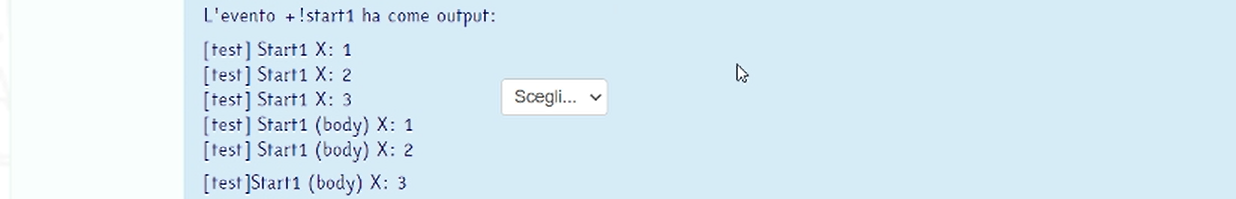 L'evento +!start1 ha come output:
[test] Start1 X: 1
[test] Start1 X: 2
[test] Start1 X: 3
Scegli...
[test] Start1 (body) X: 1
[test] Start1 (body) X: 2
[test]Start1 (body) X: 3